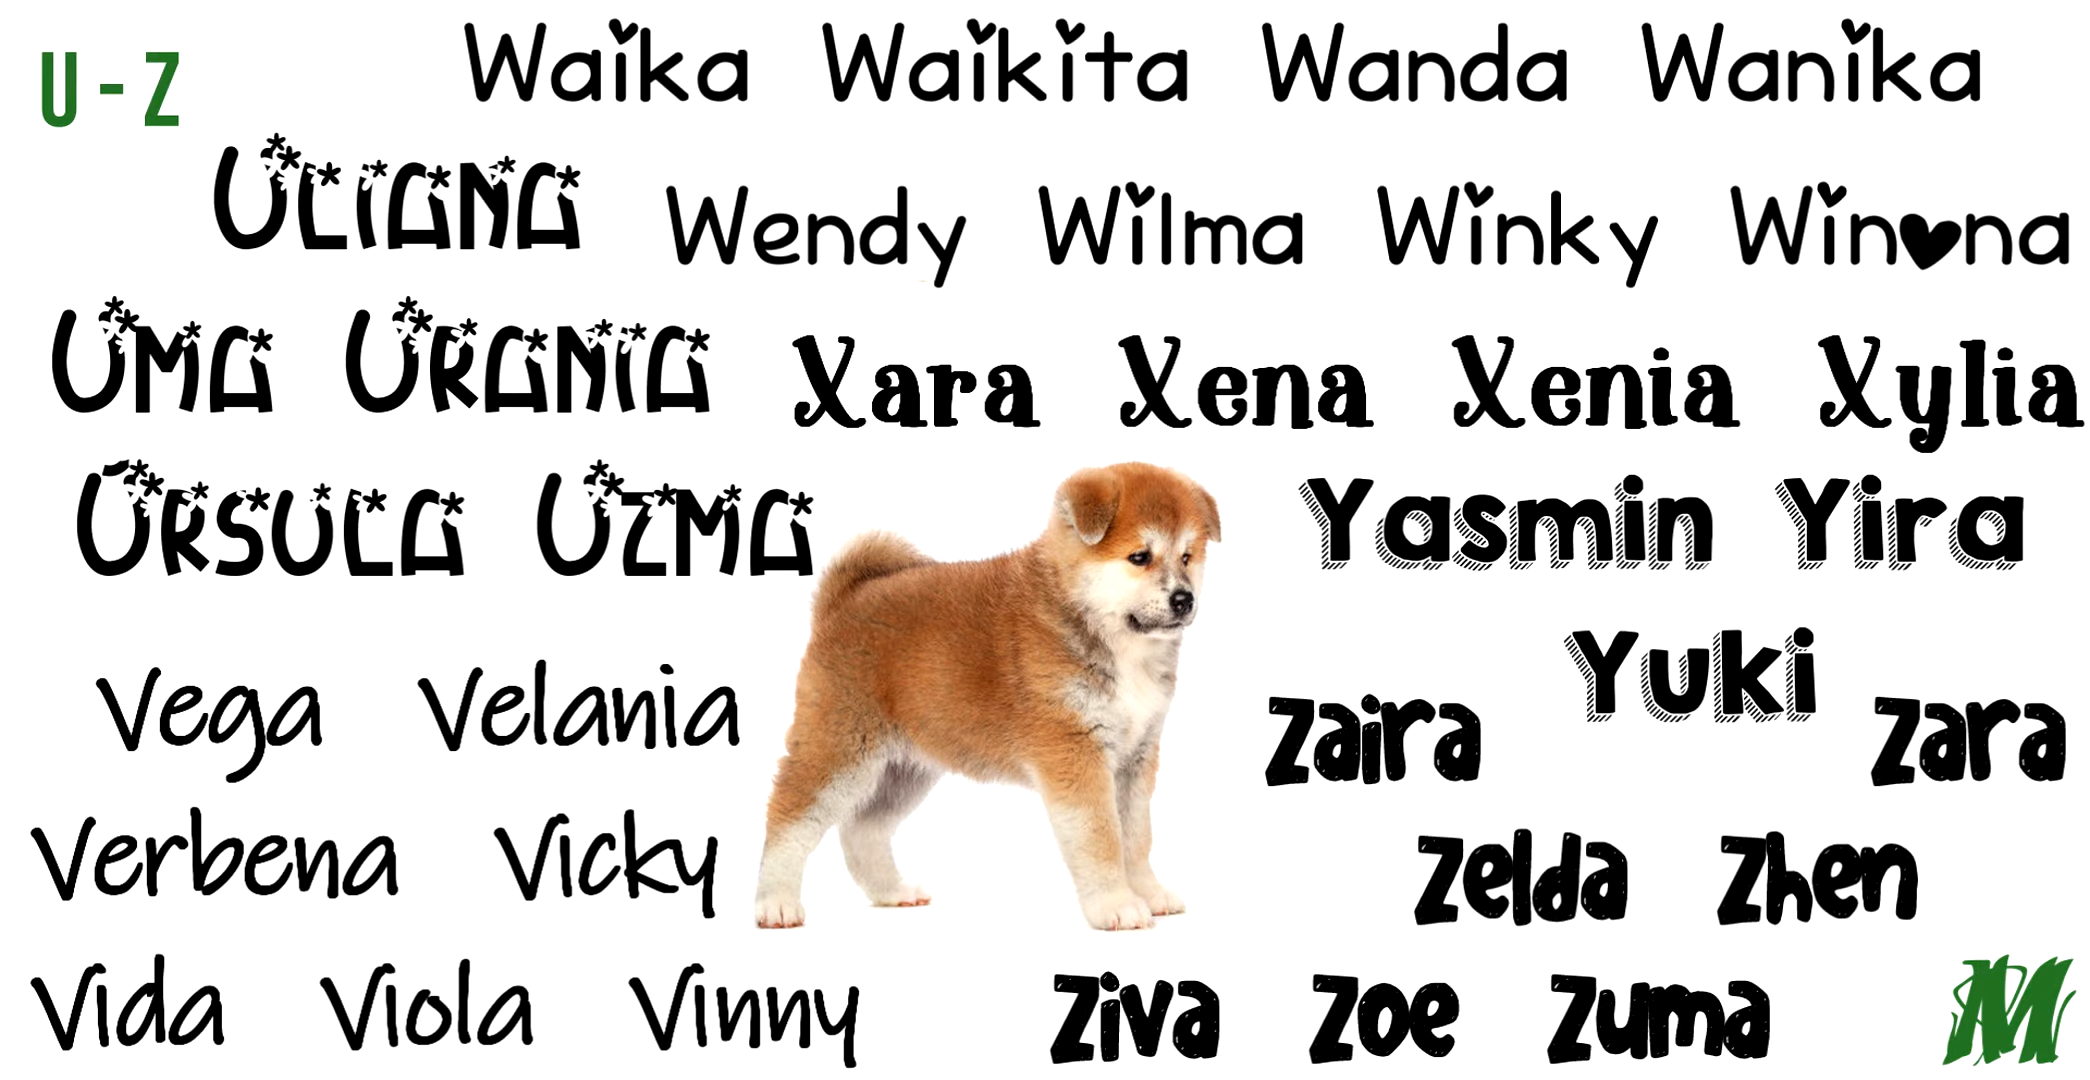 U - Z
Waika Waikita Wanda Wanika
Uliana
Wendy Wilma Winky Winona
Uma Urania
Xara Xena Xenia Xylia
Ursula Uzma
Yasmin Yira
Yuki
Vega Velania
Zaira Zara
Verbena Vicky
Zelda Zhen
Vida Viola Vinny
Ziva Zoe Zuma
M